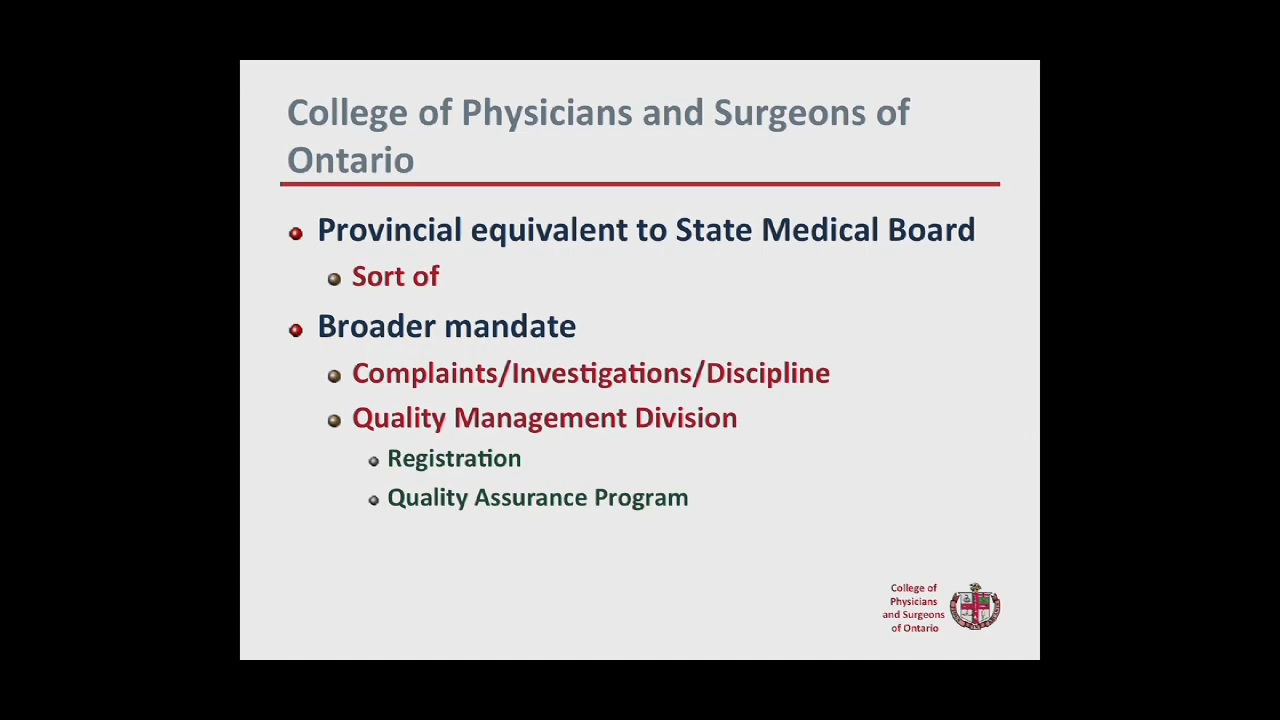 College of Physicians and Surgeons of
Ontario
Provincial equivalent to State Medical Board
Sort of
Broader mandate
Complaints/Investigations/Discipline
Quality Management Division
Registration
Quality Assurance Program
College of
Physicians
and Surgeons
of Ontario